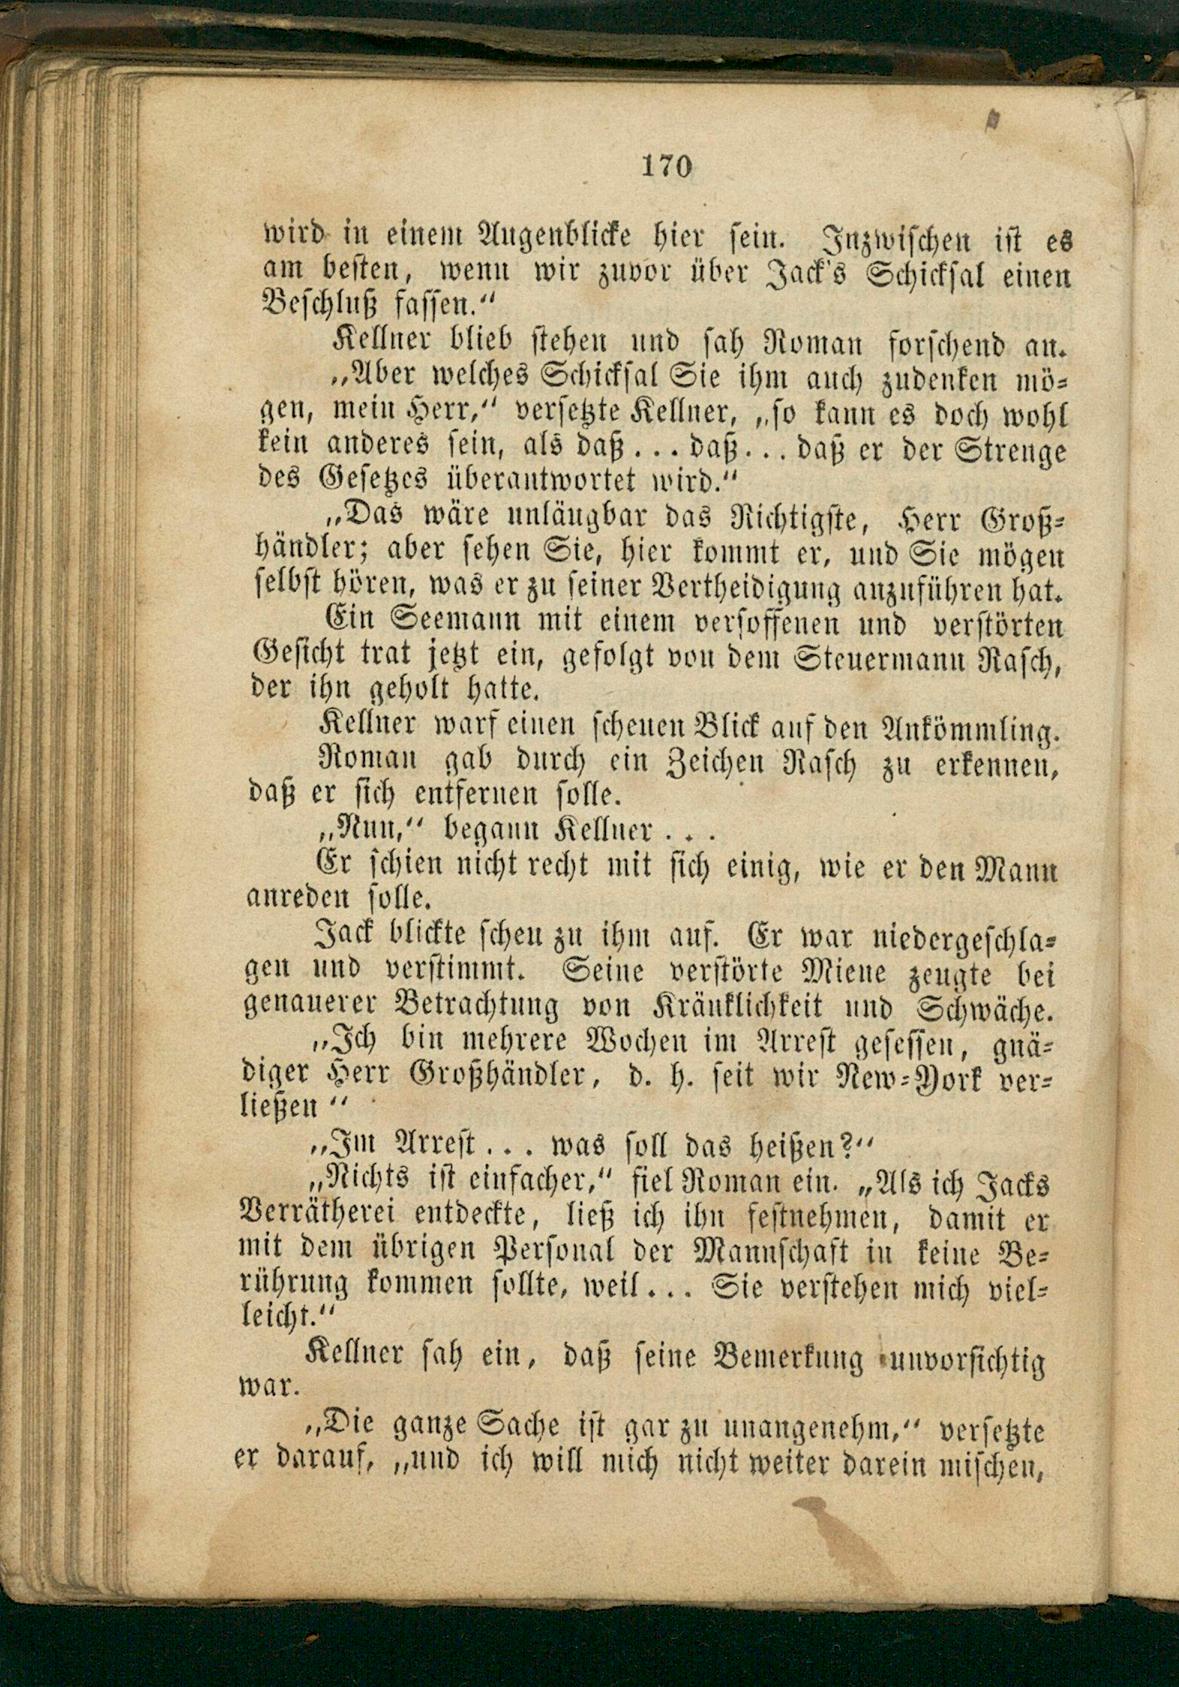 170
wird in einem Augenblicke hier sein. Inzwischen ist es
am besten, wenn wir zuvor über Jack's Schicksal einen
Beschluß fassen.“
Kellner blieb stehen und sah Roman forschend an.
„Aber welches Schicksal Sie ihm auch zudenken mö-
gen, mein Herr,“ versetzte Kellner, „so kann es doch wohl
kein anderes sein, als daß... daß... daß er der Strenge
des Gesetzes überantwortet wird.“
„Das wäre unläugbar das Richtigste, Herr Groß-
händler; aber sehen Sie, hier kommt er, und Sie mögen
selbst hören, was er zu seiner Vertheidigung anzuführen hat.
Ein Seemann mit einem versoffenen und verstörten
Gesicht trat jetzt ein, gefolgt von dem Steuermann Rasch,
der ihn geholt hatte.
Kellner warf einen scheuen Blick auf den Ankömmling.
Roman gab durch ein Zeichen Rasch zu erkennen,
daß er sich entfernen solle.
„Nun,“ begann Kellner...
Er schien nicht recht mit sich einig, wie er den Mann
anreden solle.
Jack blickte scheu zu ihm auf. Er war niedergeschla-
gen und verstimmt. Seine verstörte Miene zeugte bei
genauerer Betrachtung von Kränklichkeit und Schwäche.
„Ich bin mehrere Wochen im Arrest gesessen, gnä-
diger Herr Großhändler, d. h. seit wir New-York ver-
ließen “
„Im Arrest... was soll das heißen?“
„Nichts ist einfacher,“ fiel Roman ein. „Als ich Jacks
Verrätherei entdeckte, ließ ich ihn festnehmen, damit er
mit dem übrigen Personal der Mannschaft in keine Be-
rührung kommen sollte, weil... Sie verstehen mich viel-
leicht.“
Kellner sah ein, daß seine Bemerkung unvorsichtig
war.
„Die ganze Sache ist gar zu unangenehm,“ versetzte
er darauf, „und ich will mich nicht weiter darein mischen,